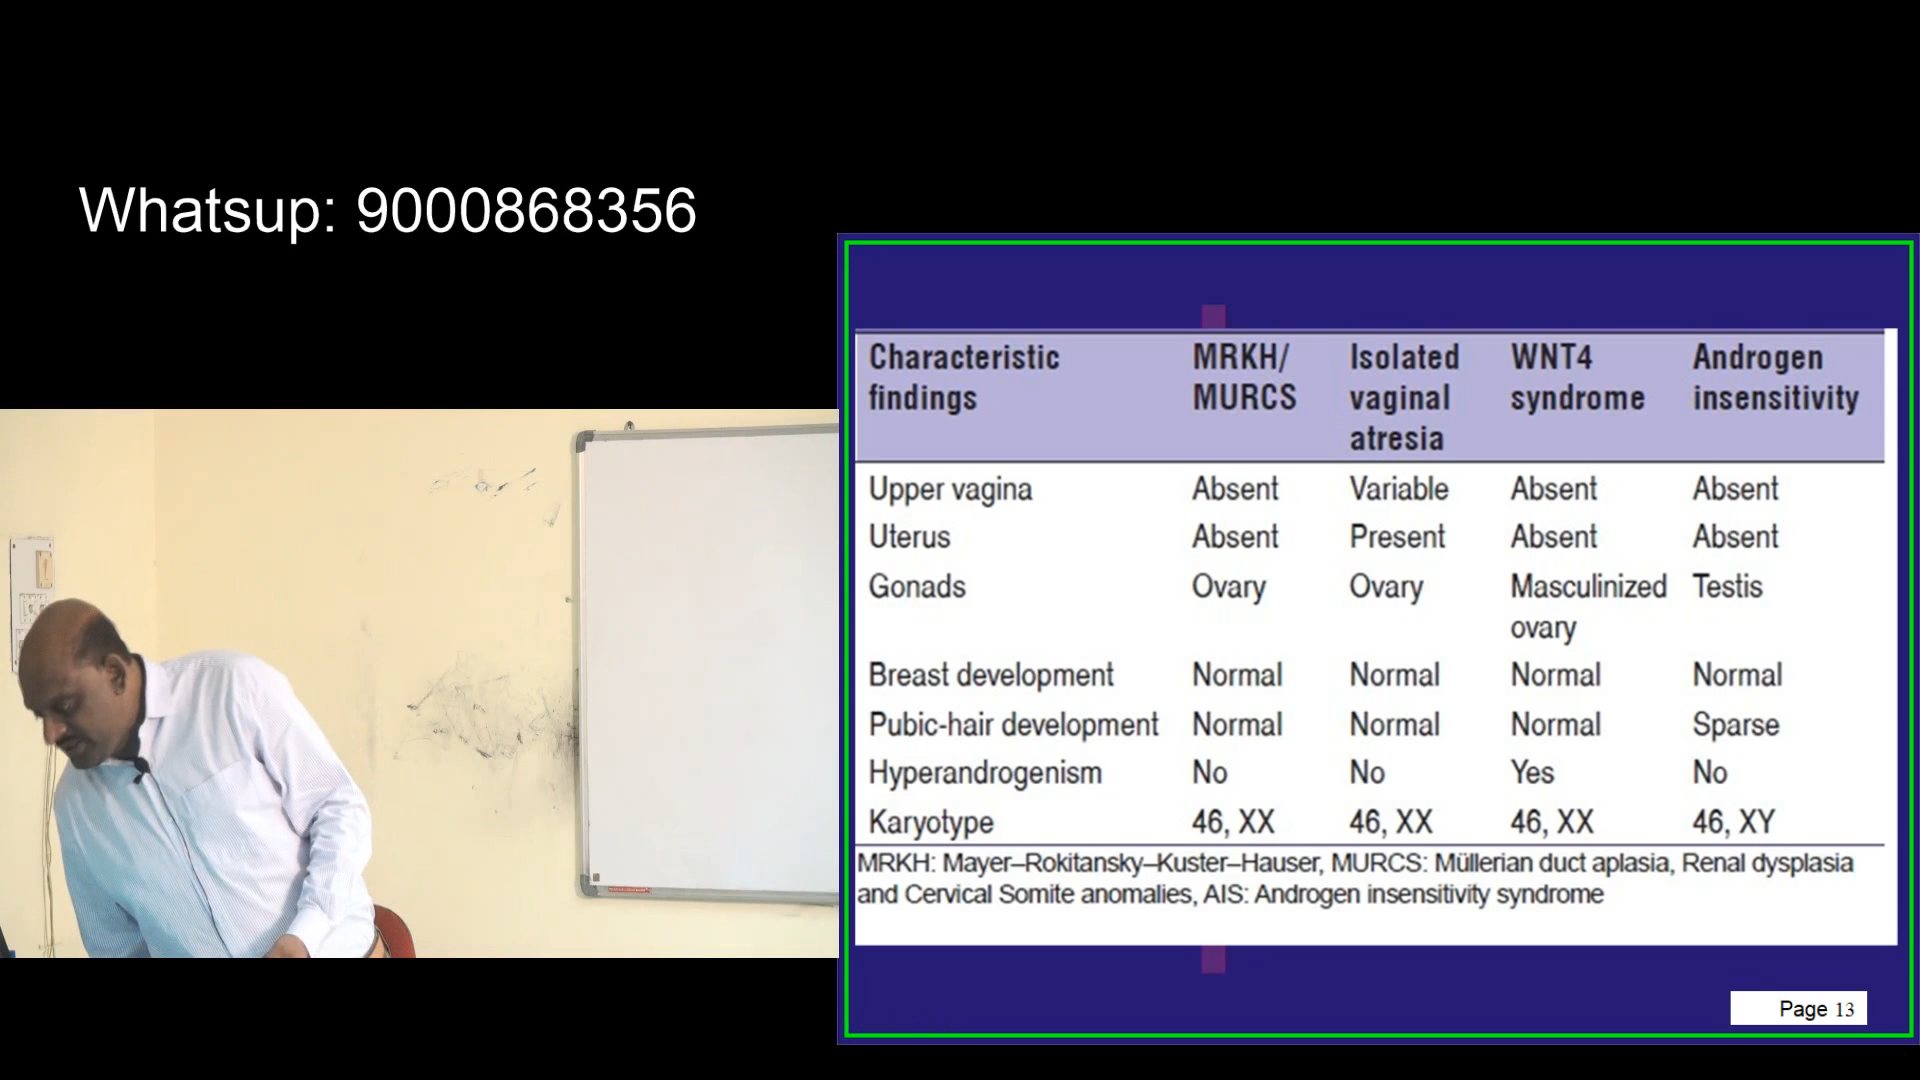 Whatsup: 9000868356
Characteristic findings MRKH/ MURCS Isolated vaginal atresia WNT4 syndrome Androgen insensitivity
Upper vagina Absent Variable Absent Absent
Uterus Absent Present Absent Absent
Gonads Ovary Ovary Masculinized ovary Testis
Breast development Normal Normal Normal Normal
Pubic-hair development Normal Normal Normal Sparse
Hyperandrogenism No No Yes No
Karyotype 46, XX 46, XX 46, XX 46, XY
MRKH: Mayer–Rokitansky–Kuster–Hauser, MURCS: Müllerian duct aplasia, Renal dysplasia
and Cervical Somite anomalies, AIS: Androgen insensitivity syndrome
Page 13